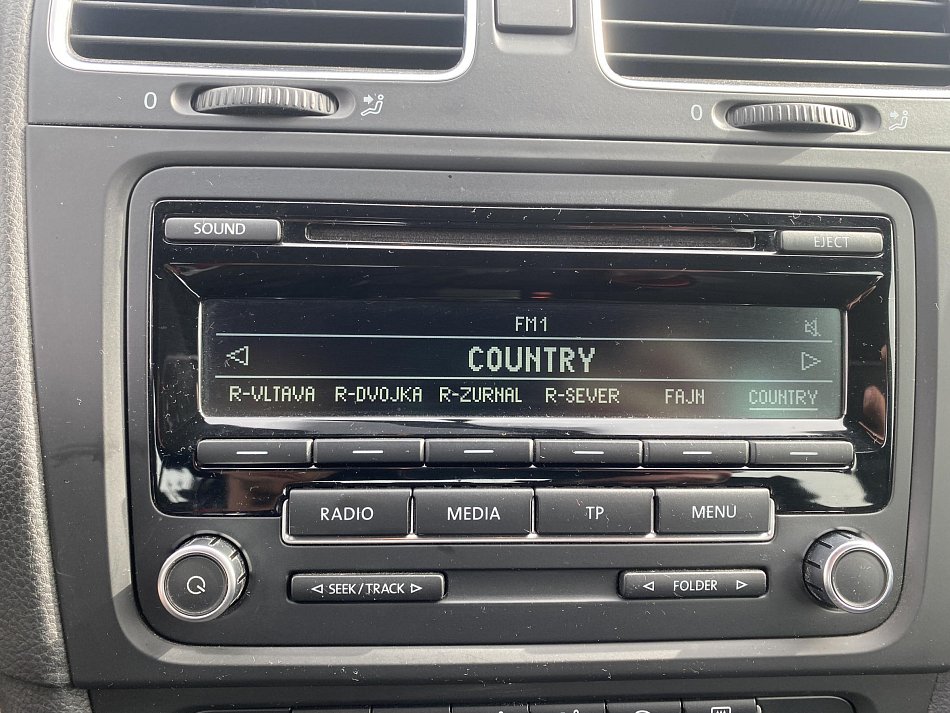 0 0
SOUND EJECT
FM1
COUNTRY
R-VLTAVA R-DVOJKA R-ZURNAL R-SEVER FAJN COUNTRY
RADIO MEDIA TP MENU
SEEK/TRACK FOLDER